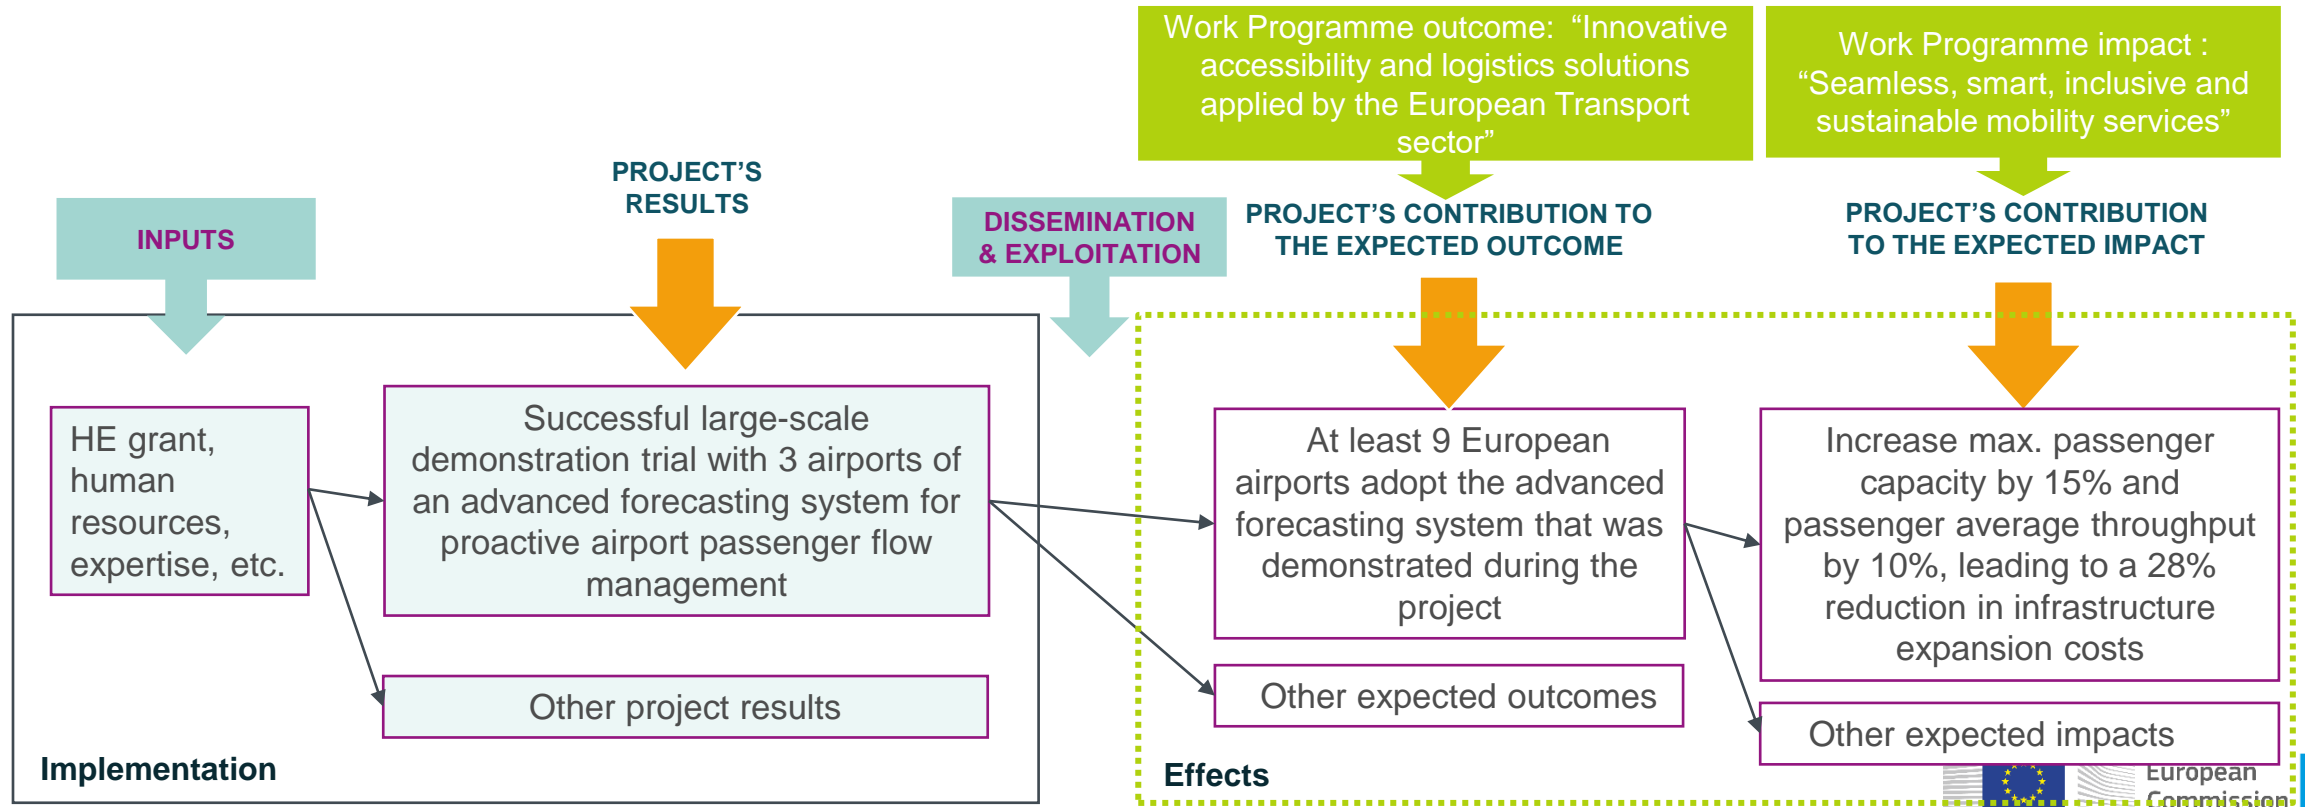 Work Programme outcome: “Innovative
accessibility and logistics solutions
applied by the European Transport
sector”
Work Programme impact :
“Seamless, smart, inclusive and
sustainable mobility services”
INPUTS
PROJECT’S
RESULTS
DISSEMINATION
& EXPLOITATION
PROJECT’S CONTRIBUTION TO
THE EXPECTED OUTCOME
PROJECT’S CONTRIBUTION
TO THE EXPECTED IMPACT
HE grant,
human
resources,
expertise, etc.
Successful large-scale
demonstration trial with 3 airports of
an advanced forecasting system for
proactive airport passenger flow
management
Other project results
Implementation
At least 9 European
airports adopt the advanced
forecasting system that was
demonstrated during the
project
Other expected outcomes
Increase max. passenger
capacity by 15% and
passenger average throughput
by 10%, leading to a 28%
reduction in infrastructure
expansion costs
Other expected impacts
Effects
European
Commission